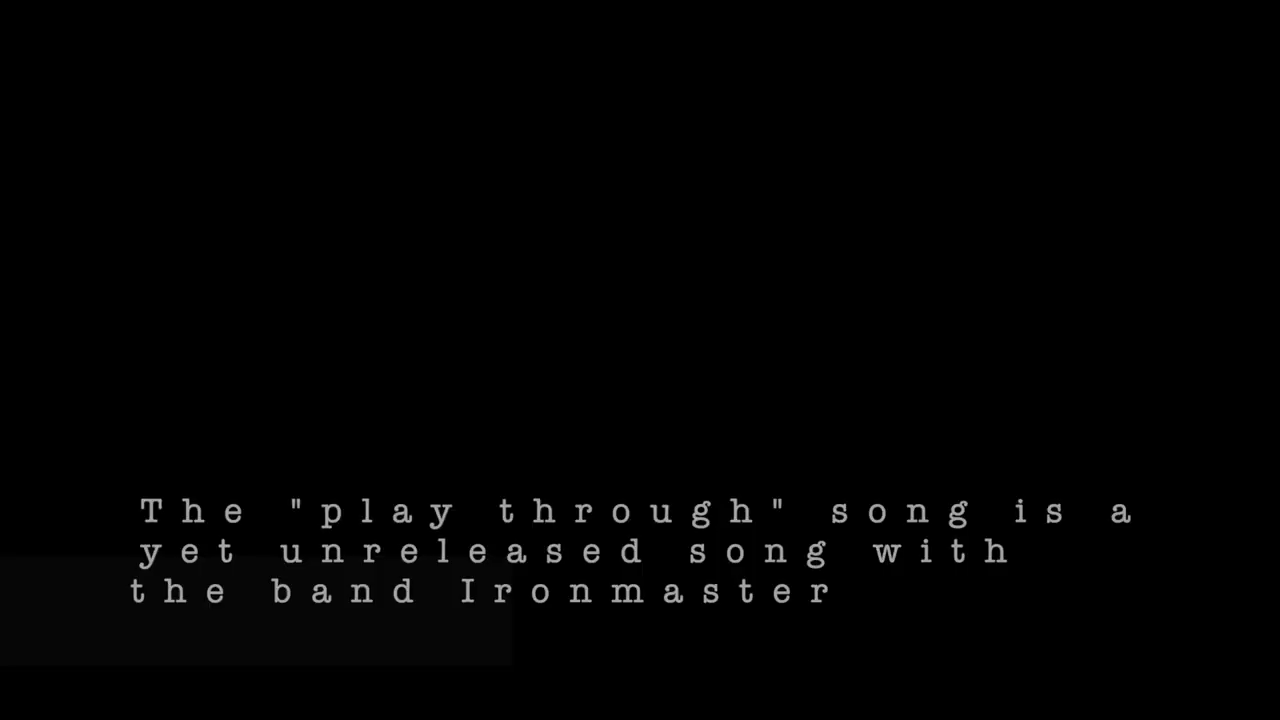 The "play through" song is a
yet unreleased song with
the band Ironmaster